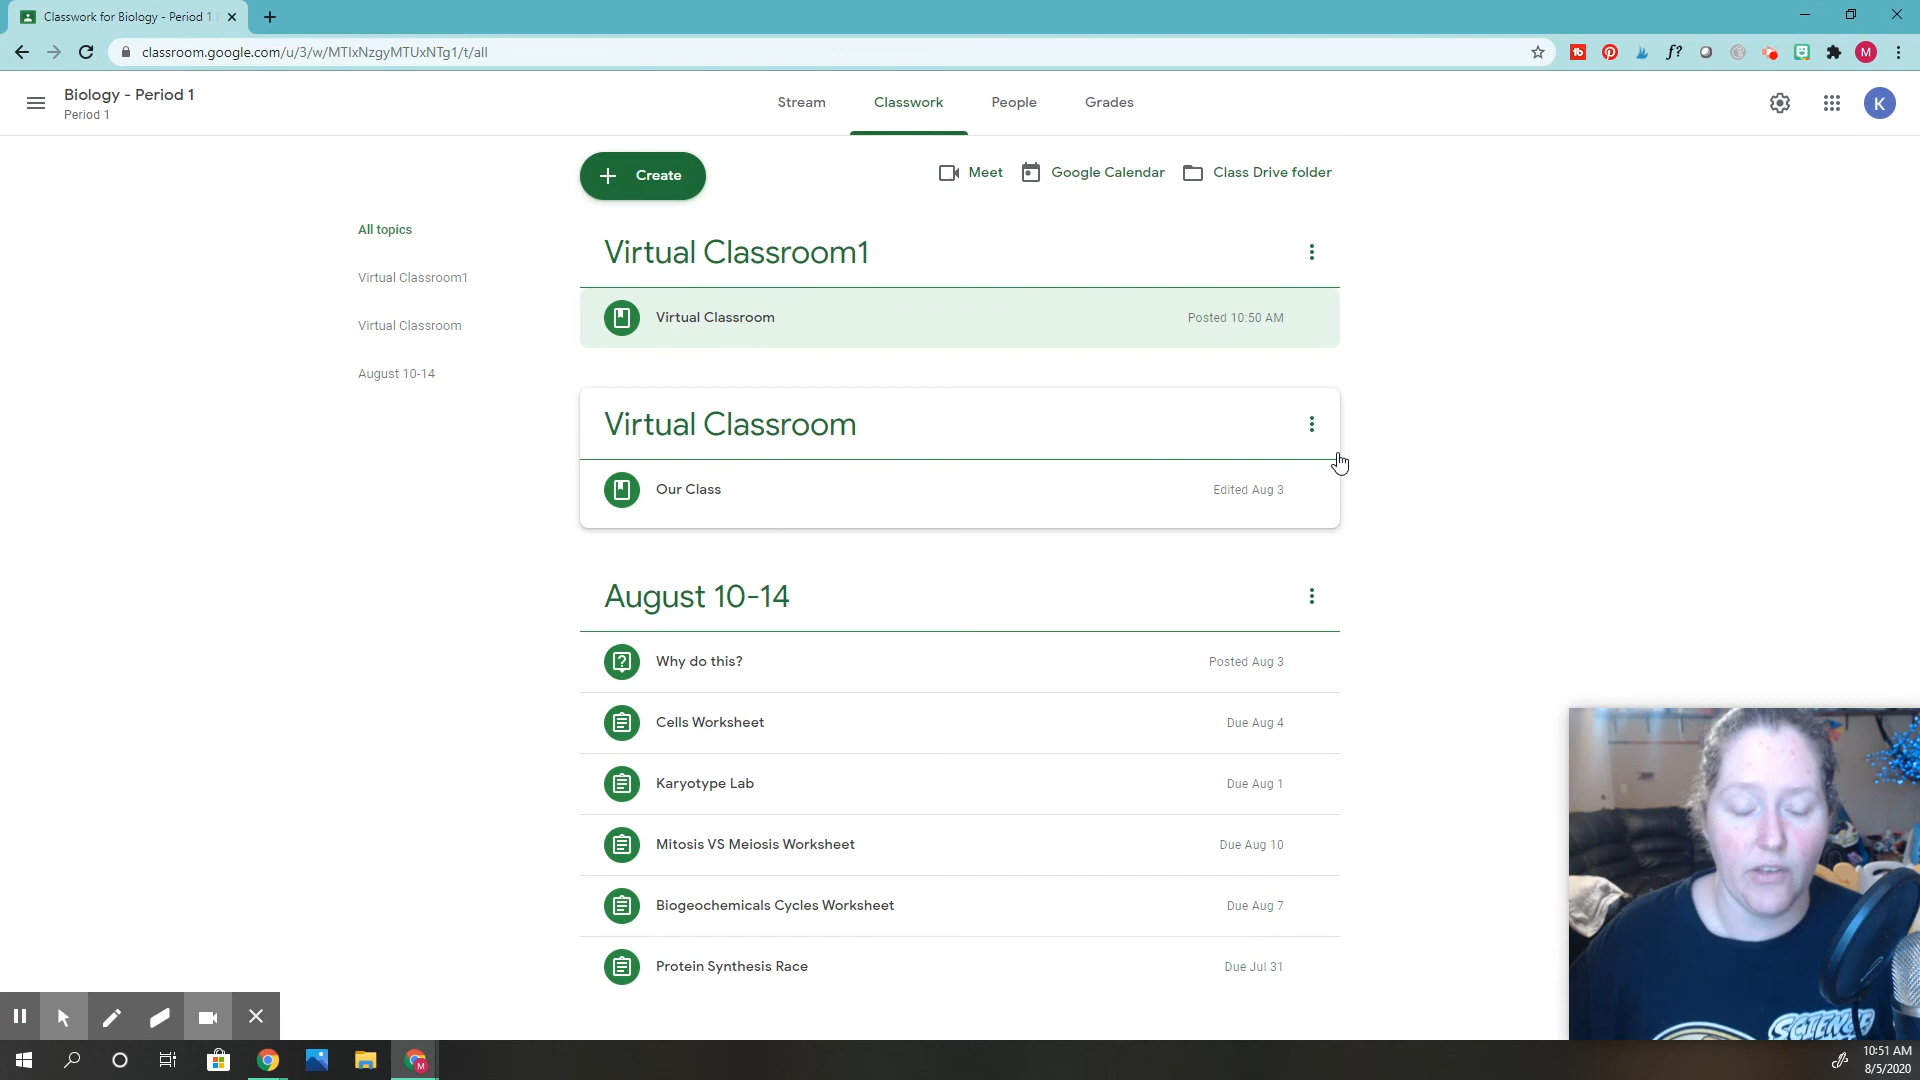 Classwork for Biology - Period 1
classroom.google.com/u/3/w/MTIxNzgyMTUxNTg1/t/all
M
Biology - Period 1
Period 1
Stream
Classwork
People
Grades
K
Create
Meet
Google Calendar
Class Drive folder
All topics
Virtual Classroom1
Virtual Classroom
August 10-14
Virtual Classroom1
Virtual Classroom
Posted 10:50 AM
Virtual Classroom
Our Class
Edited Aug 3
August 10-14
Why do this?
Posted Aug 3
Cells Worksheet
Due Aug 4
Karyotype Lab
Due Aug 1
Mitosis VS Meiosis Worksheet
Due Aug 10
Biogeochemicals Cycles Worksheet
Due Aug 7
Protein Synthesis Race
Due Jul 31
SCIENCE
M
10:51 AM
8/5/2020